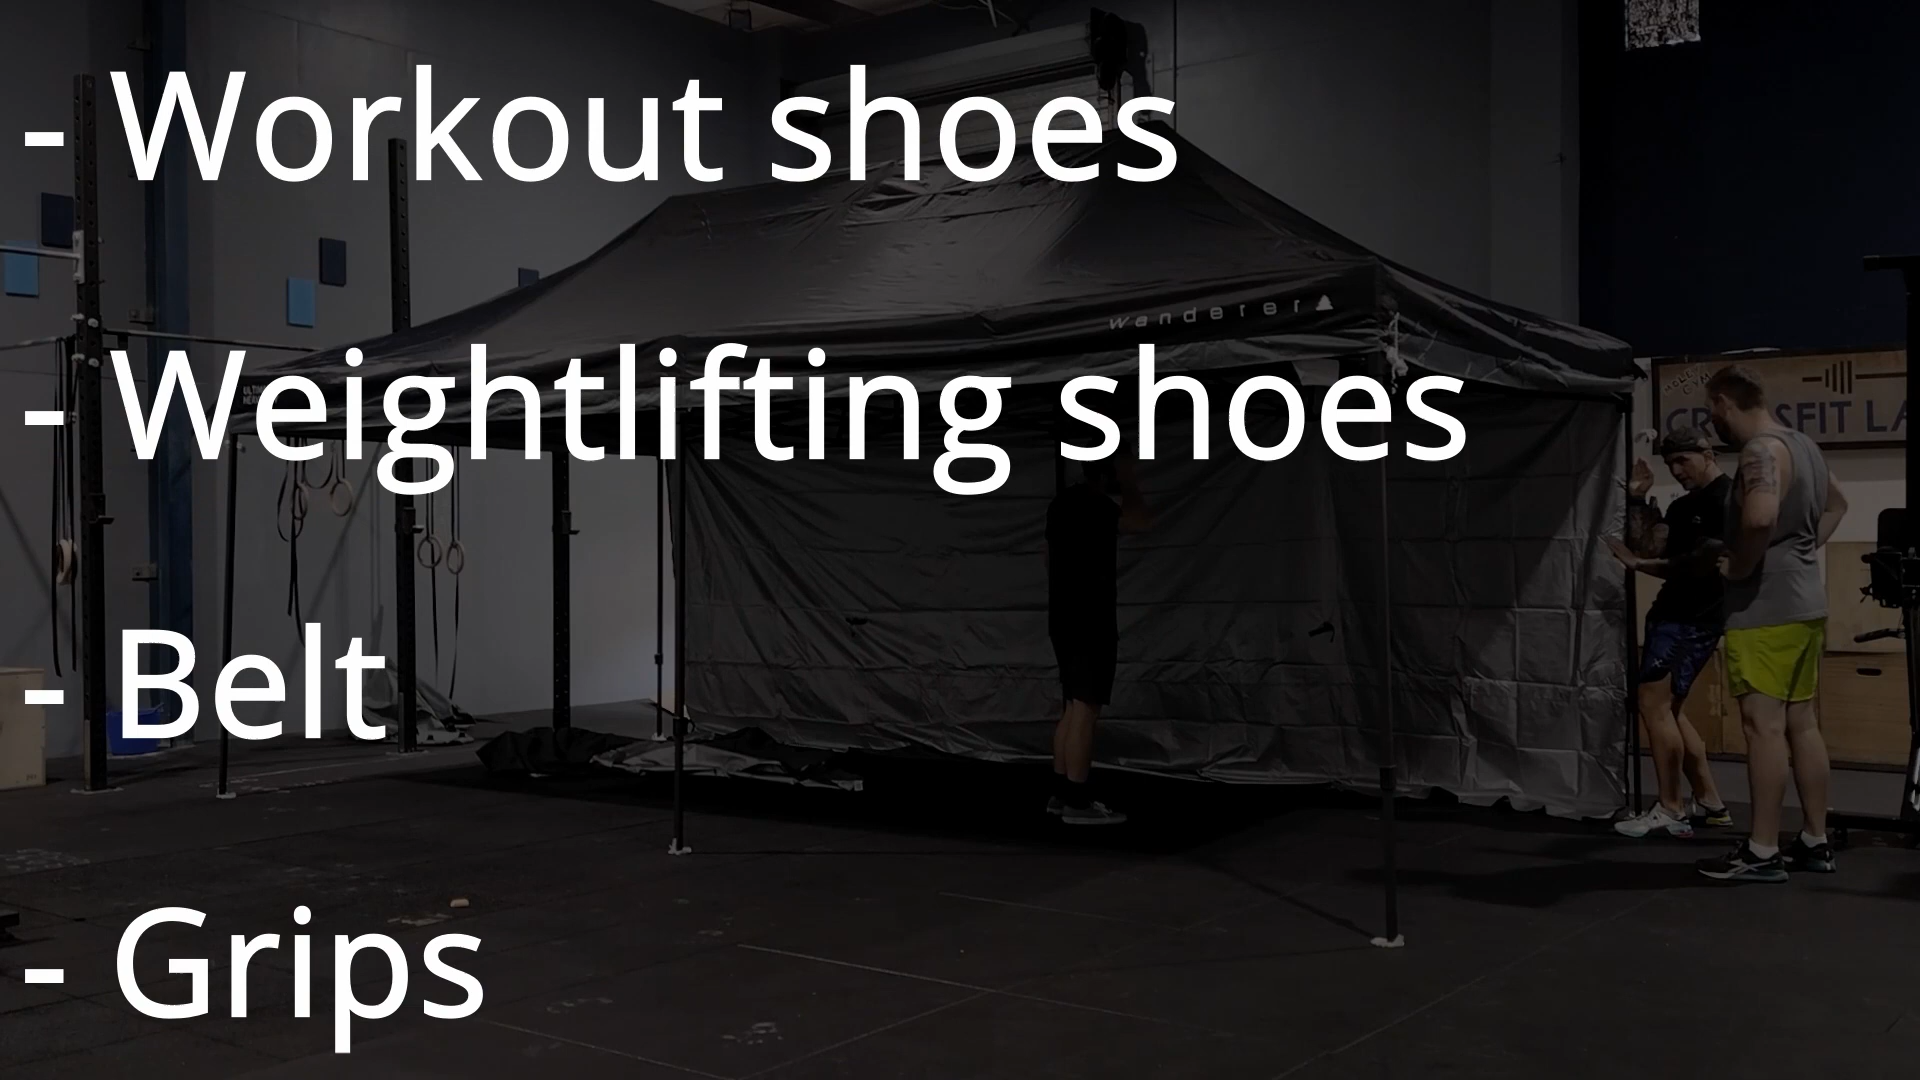 - Workout shoes
wanderer
- Weightlifting shoes
- Belt
- Grips